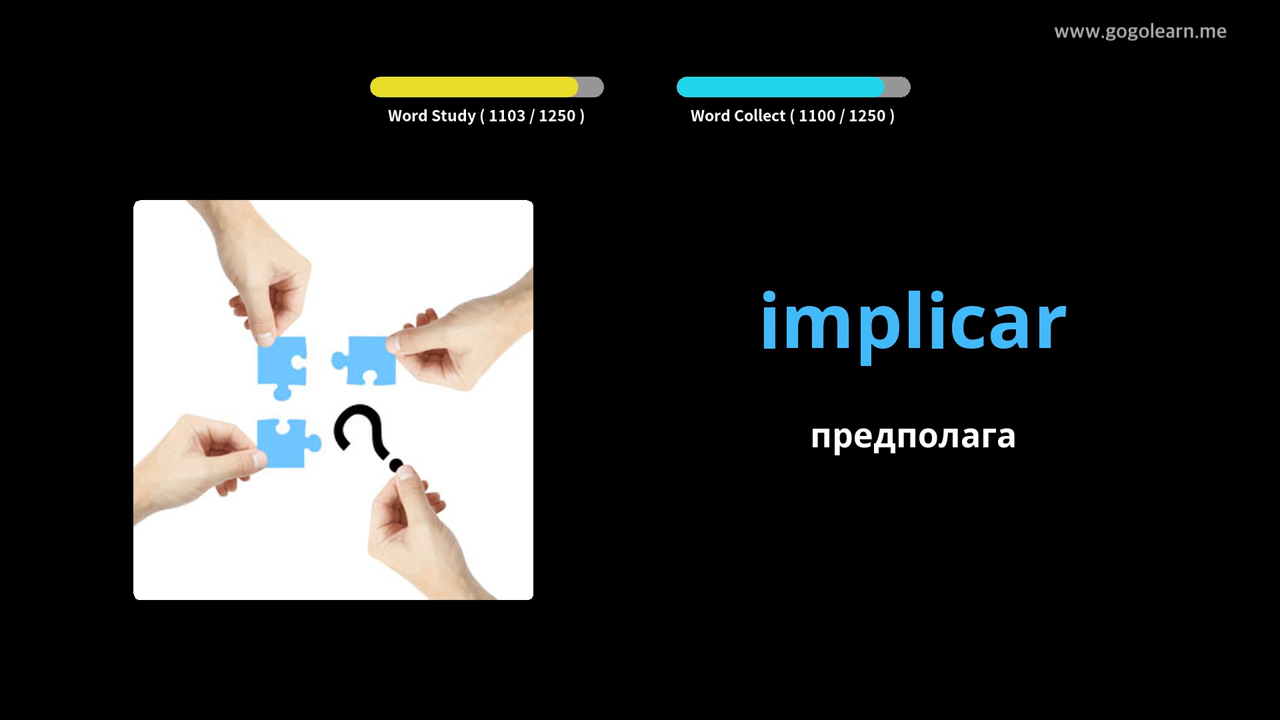 www.gogolearn.me
Word Study ( 1103 / 1250 )
Word Collect ( 1100 / 1250 )
implicar
предполага